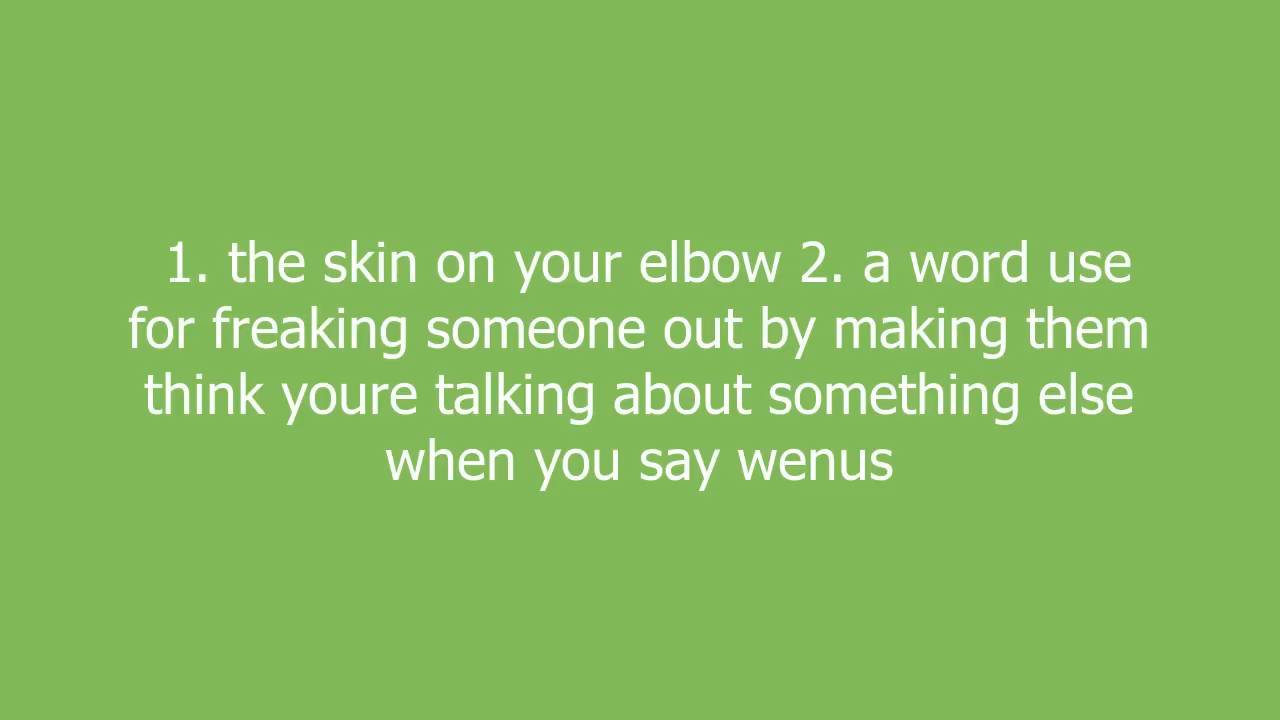 1. the skin on your elbow 2. a word use
for freaking someone out by making them
think youre talking about something else
when you say wenus